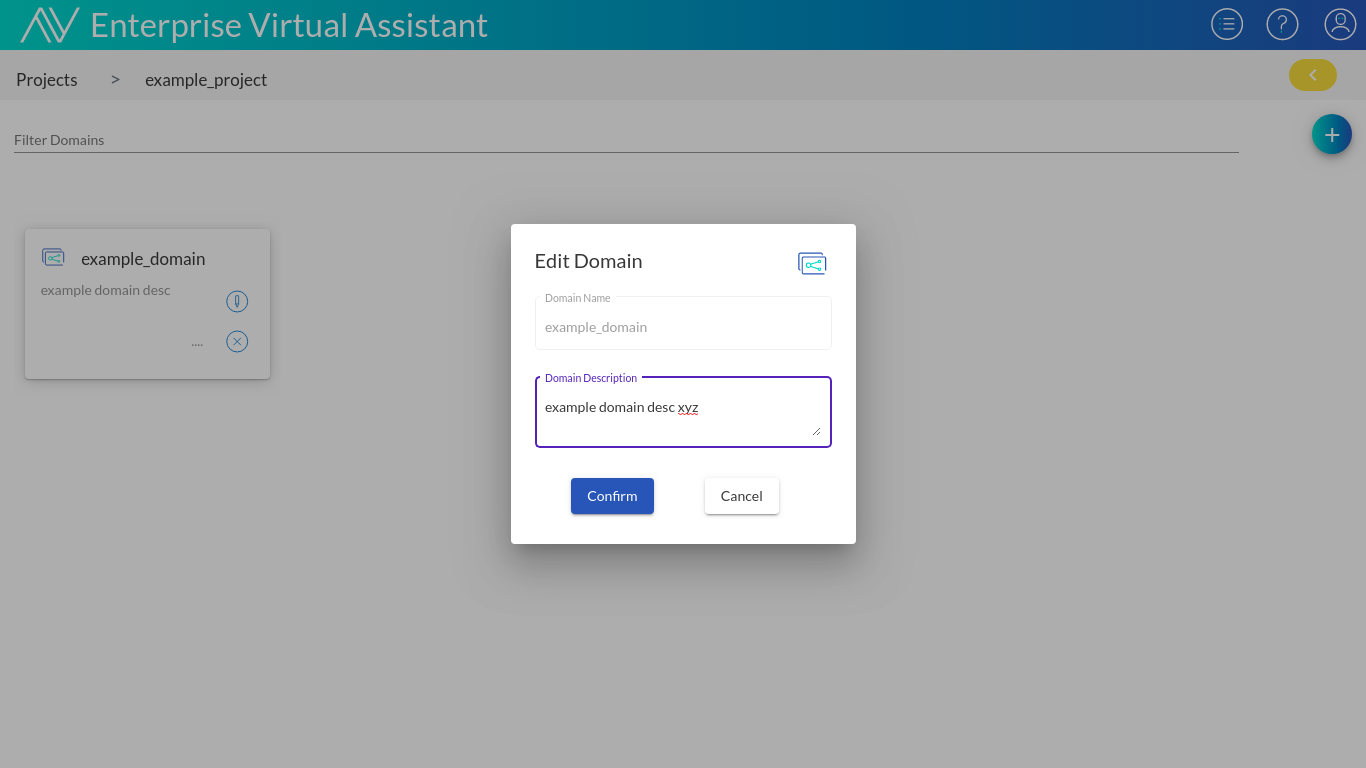 Enterprise Virtual Assistant
Projects > example_project
Filter Domains
example_domain
example domain desc
....
Edit Domain
Domain Name
example_domain
Domain Description
example domain desc xyz
Confirm Cancel